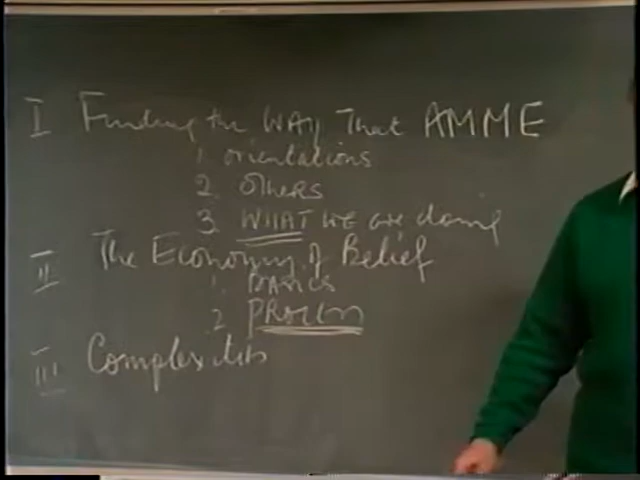 I Finding the WAY That AMME
1. orientations
2. OTHERS
3. WHAT WE are doing
II The Economy of Belief
1. BASICS
2 PROCESS
III Complexities